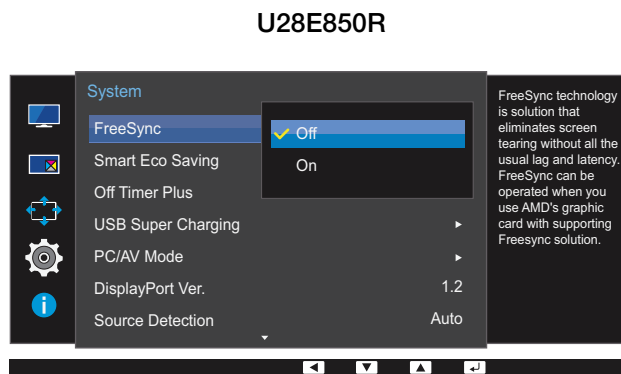 U28E850R
System
FreeSync
Off
On
Smart Eco Saving
Off Timer Plus
USB Super Charging
PC/AV Mode
DisplayPort Ver. 1.2
Source Detection Auto
FreeSync technology
is solution that
eliminates screen
tearing without all the
usual lag and latency.
FreeSync can be
operated when you
use AMD's graphic
card with supporting
Freesync solution.